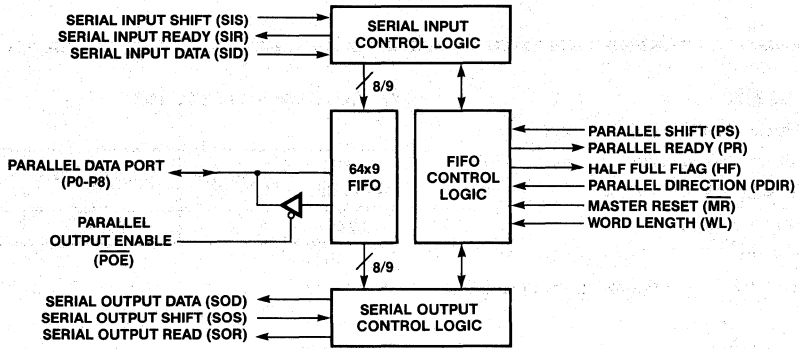 SERIAL INPUT SHIFT (SIS)
SERIAL INPUT READY (SIR)
SERIAL INPUT DATA (SID)
SERIAL INPUT
CONTROL LOGIC
8/9
PARALLEL DATA PORT
(P0-P8)
PARALLEL
OUTPUT ENABLE
(POE)
64x9
FIFO
FIFO
CONTROL
LOGIC
PARALLEL SHIFT (PS)
PARALLEL READY (PR)
HALF FULL FLAG (HF)
PARALLEL DIRECTION (PDIR)
MASTER RESET (MR)
WORD LENGTH (WL)
8/9
SERIAL OUTPUT DATA (SOD)
SERIAL OUTPUT SHIFT (SOS)
SERIAL OUTPUT READ (SOR)
SERIAL OUTPUT
CONTROL LOGIC